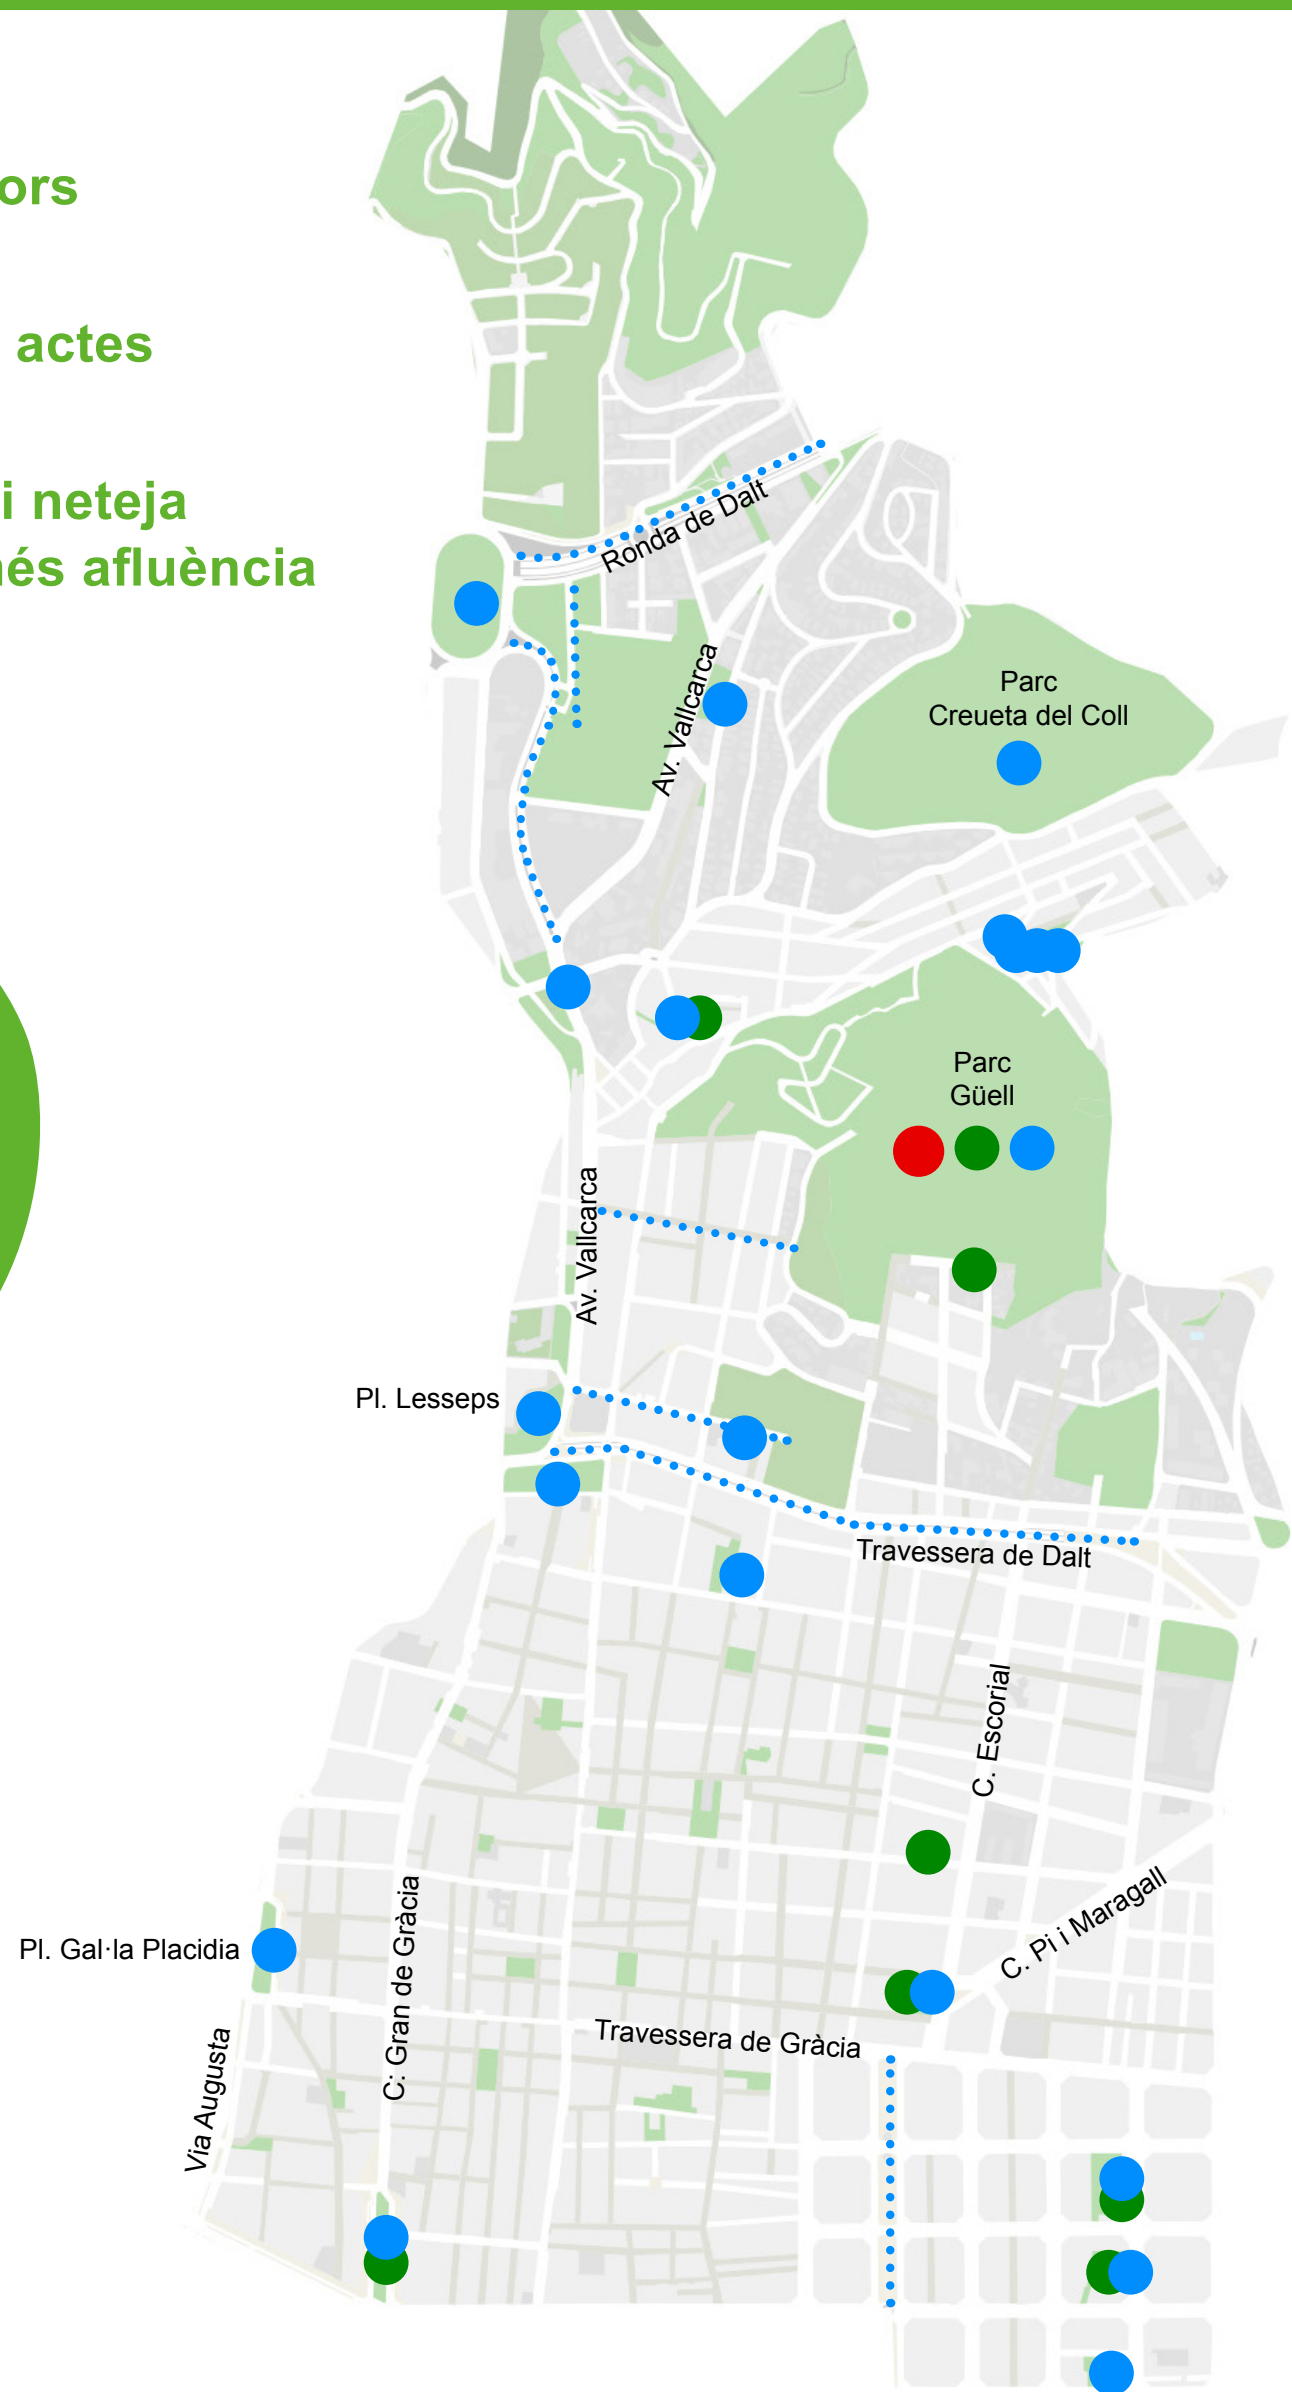 ors
actes
i neteja
és afluència
Ronda de Dalt
Av. Vallcarca
Parc
Creueta del Coll
Parc
Güell
Av. Vallcarca
Pl. Lesseps
Travessera de Dalt
C. Escorial
C. Pi i Maragall
C: Gran de Gràcia
Pl. Gal·la Placidia
Travessera de Gràcia
Via Augusta